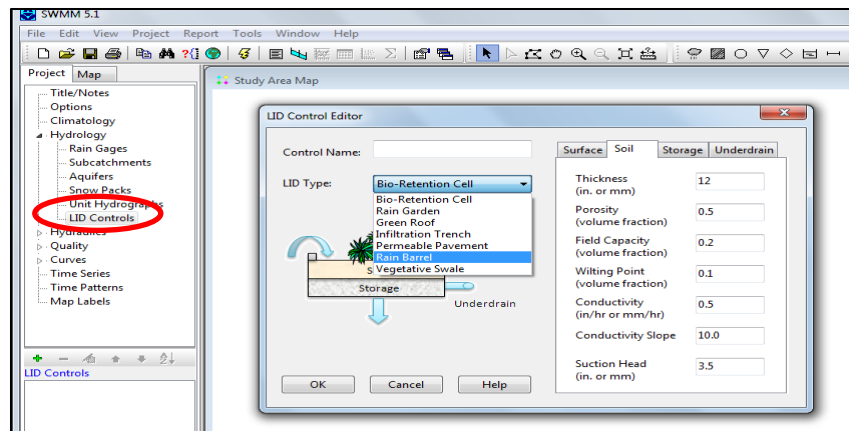 SWMM 5.1
File Edit View Project Report Tools Window Help
Project Map
Title/Notes
Options
Climatology
Hydrology
Rain Gages
Subcatchments
Aquifers
Snow Packs
Unit Hydrographs
LID Controls
Hydraulics
Quality
Curves
Time Series
Time Patterns
Map Labels
LID Controls
Study Area Map
LID Control Editor
Control Name:
LID Type: Bio-Retention Cell
Bio-Retention Cell
Rain Garden
Green Roof
Infiltration Trench
Permeable Pavement
Rain Barrel
Vegetative Swale
S
Storage
Underdrain
OK Cancel Help
Surface Soil Storage Underdrain
Thickness 12
(in. or mm)
Porosity 0.5
(volume fraction)
Field Capacity 0.2
(volume fraction)
Wilting Point 0.1
(volume fraction)
Conductivity 0.5
(in/hr or mm/hr)
Conductivity Slope 10.0
Suction Head 3.5
(in. or mm)